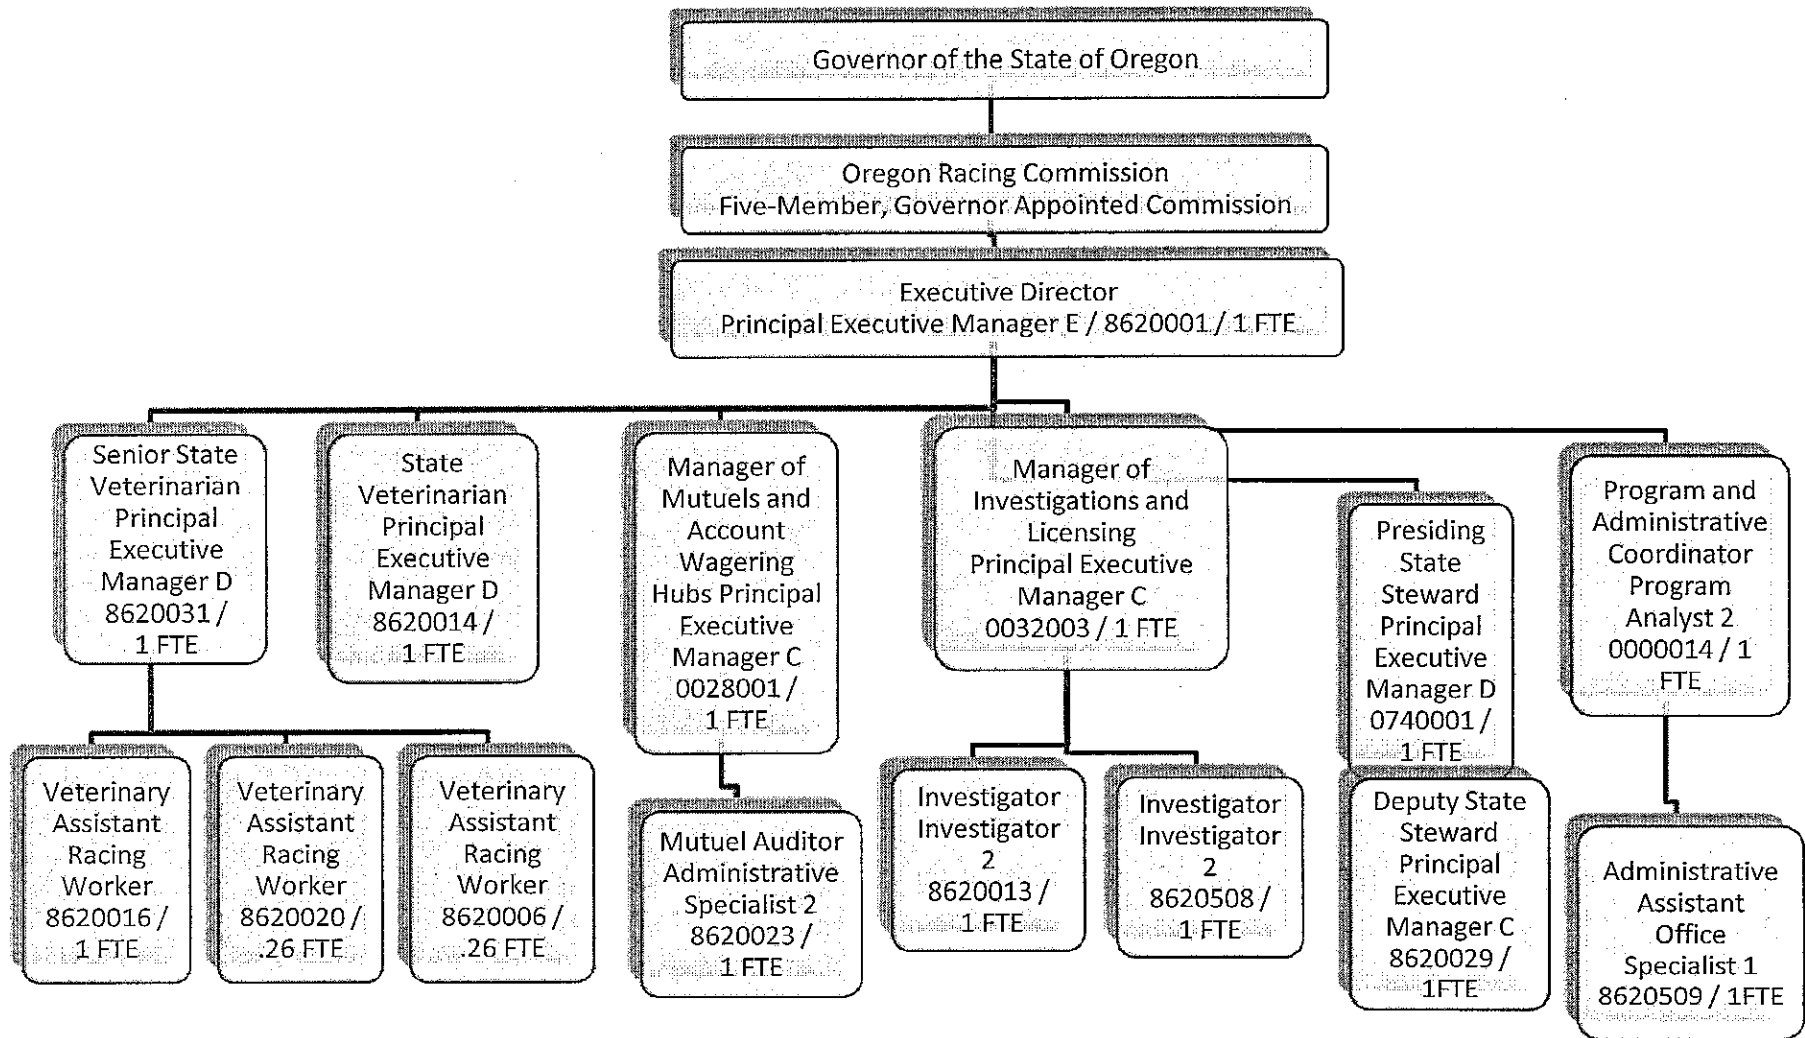 Governor of the State of Oregon
Oregon Racing Commission
Five-Member, Governor Appointed Commission
Executive Director
Principal Executive Manager E / 8620001 / 1 FTE
Senior State
Veterinarian
Principal
Executive
Manager D
8620031 /
1 FTE
State
Veterinarian
Principal
Executive
Manager D
8620014 /
1 FTE
Manager of
Mutuels and
Account
Wagering
Hubs Principal
Executive
Manager C
0028001 /
1 FTE
Manager of
Investigations and
Licensing
Principal Executive
Manager C
0032003 / 1 FTE
Presiding
State
Steward
Principal
Executive
Manager D
0740001 /
1 FTE
Program and
Administrative
Coordinator
Program
Analyst 2
0000014 / 1
FTE
Veterinary
Assistant
Racing
Worker
8620016 /
1 FTE
Veterinary
Assistant
Racing
Worker
8620020 /
.26 FTE
Veterinary
Assistant
Racing
Worker
8620006 /
.26 FTE
Mutuel Auditor
Administrative
Specialist 2
8620023 /
1 FTE
Investigator
Investigator
2
8620013 /
1 FTE
Investigator
Investigator
2
8620508 /
1 FTE
Deputy State
Steward
Principal
Executive
Manager C
8620029 /
1FTE
Administrative
Assistant
Office
Specialist 1
8620509 / 1FTE